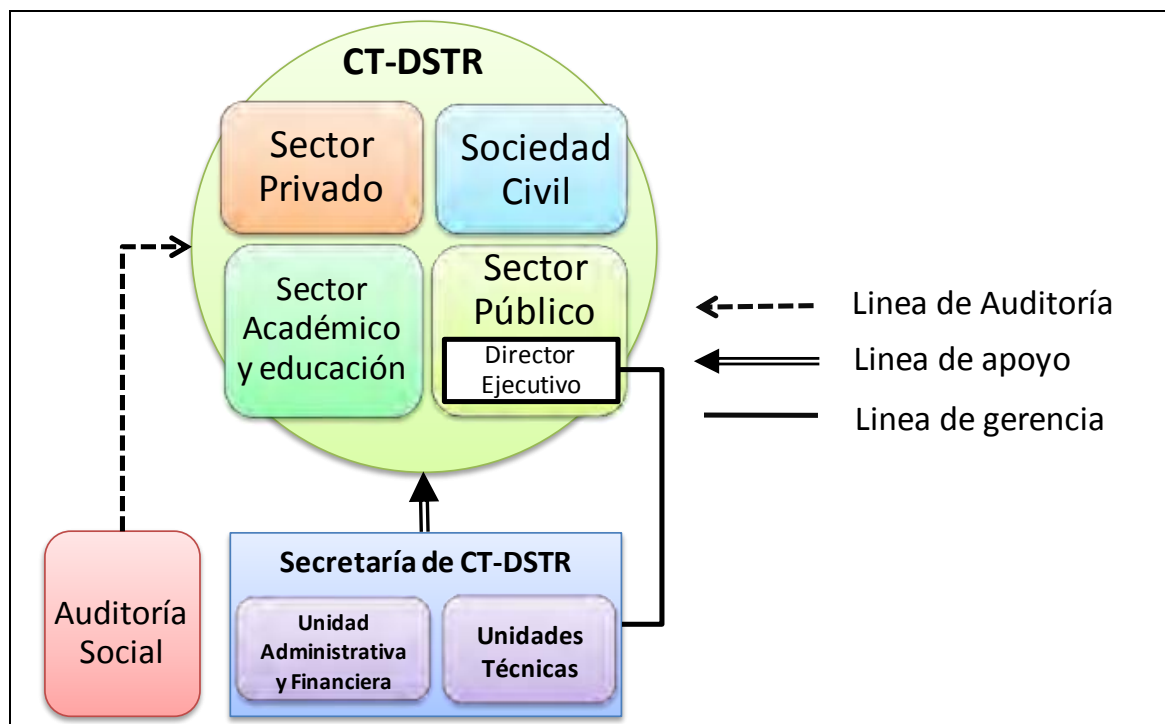 CT-DSTR
Sector
Privado
Sociedad
Civil
Sector
Académico
y educación
Sector
Público
Director
Ejecutivo
Linea de Auditoría
Linea de apoyo
Linea de gerencia
Auditoría
Social
Secretaría de CT-DSTR
Unidad
Administrativa
y Financiera
Unidades
Técnicas